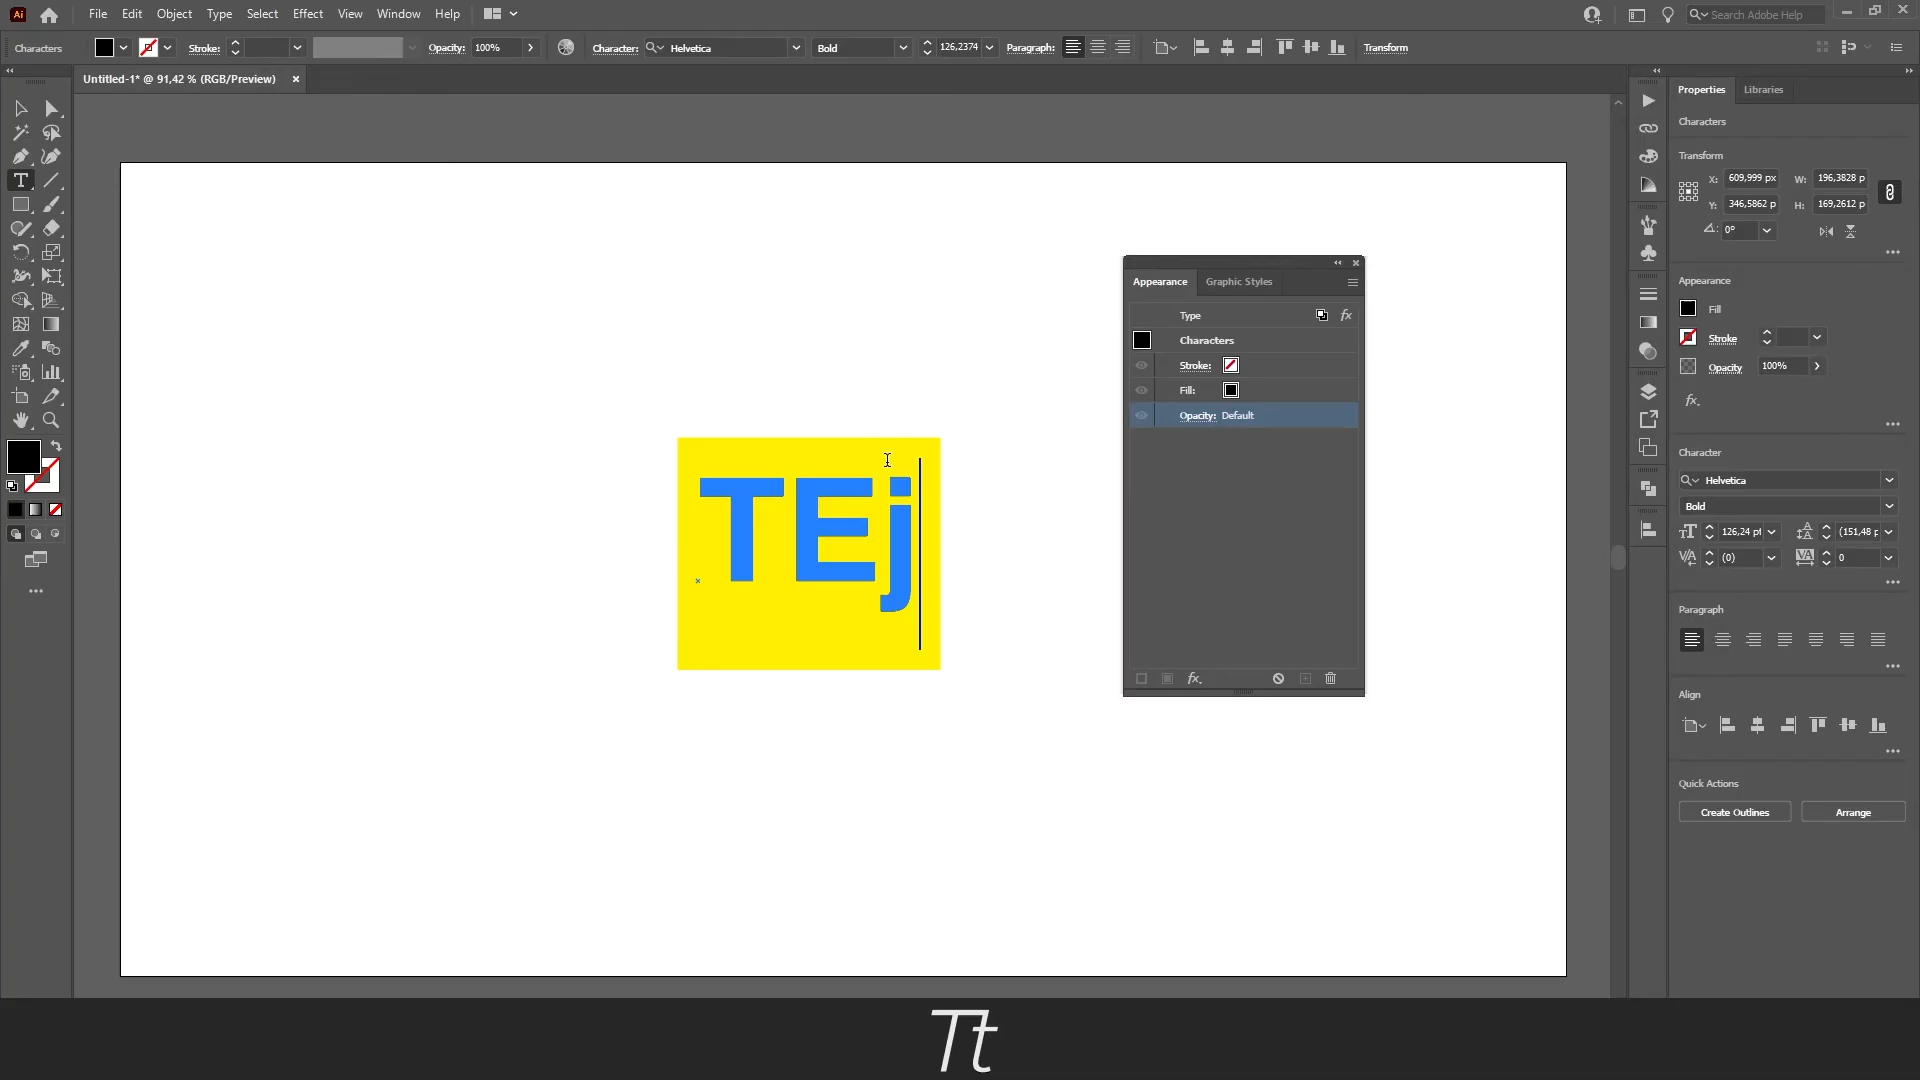 Ai File Edit Object Type Select Effect View Window Help Search Adobe Help
Characters Stroke: Opacity: 100% Character: Helvetica Bold 126,2374 Paragraph: Transform
Untitled-1* @ 91,42 % (RGB/Preview)
Properties Libraries
Characters
Transform
X: 609,999 px W: 196,3828 p
Y: 346,5862 p H: 169,2612 p
0°
Appearance
Fill
Stroke
Opacity 100%
fx.
Character
Helvetica
Bold
126,24 pt (151,48 p
(0) 0
Paragraph
Align
Quick Actions
Create Outlines Arrange
Appearance Graphic Styles
Type fx
Characters
Stroke:
Fill:
Opacity: Default
fx.
TEj
Tt